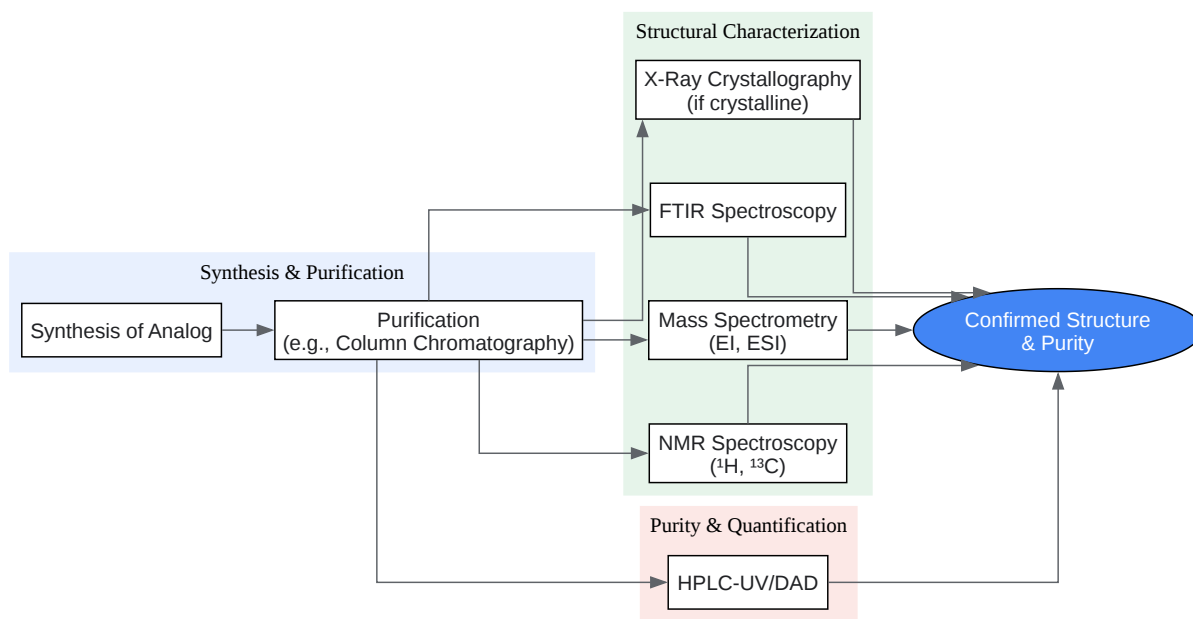 Structural Characterization
X-Ray Crystallography
(if crystalline)
FTIR Spectroscopy
Synthesis & Purification
Synthesis of Analog
Purification
(e.g., Column Chromatography)
Mass Spectrometry
(EI, ESI)
Confirmed Structure
& Purity
NMR Spectroscopy
(¹H, ¹³C)
Purity & Quantification
HPLC-UV/DAD